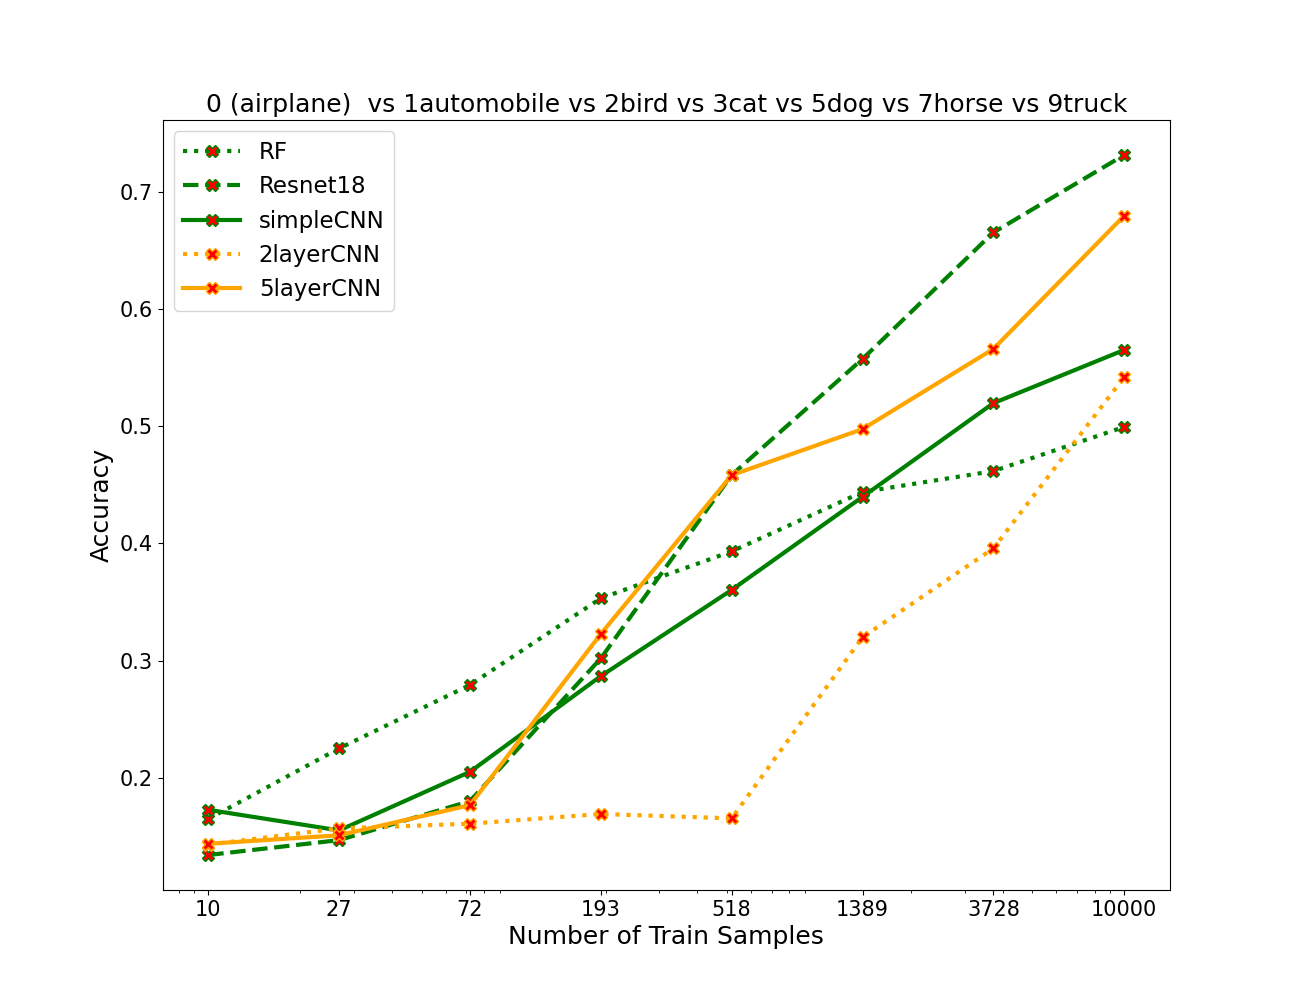 0 (airplane)  vs 1automobile vs 2bird vs 3cat vs 5dog vs 7horse vs 9truck
RF
Resnet18
simpleCNN
2layerCNN
5layerCNN
0.7
0.6
0.5
0.4
0.3
0.2
Accuracy
10 27 72 193 518 1389 3728 10000
Number of Train Samples